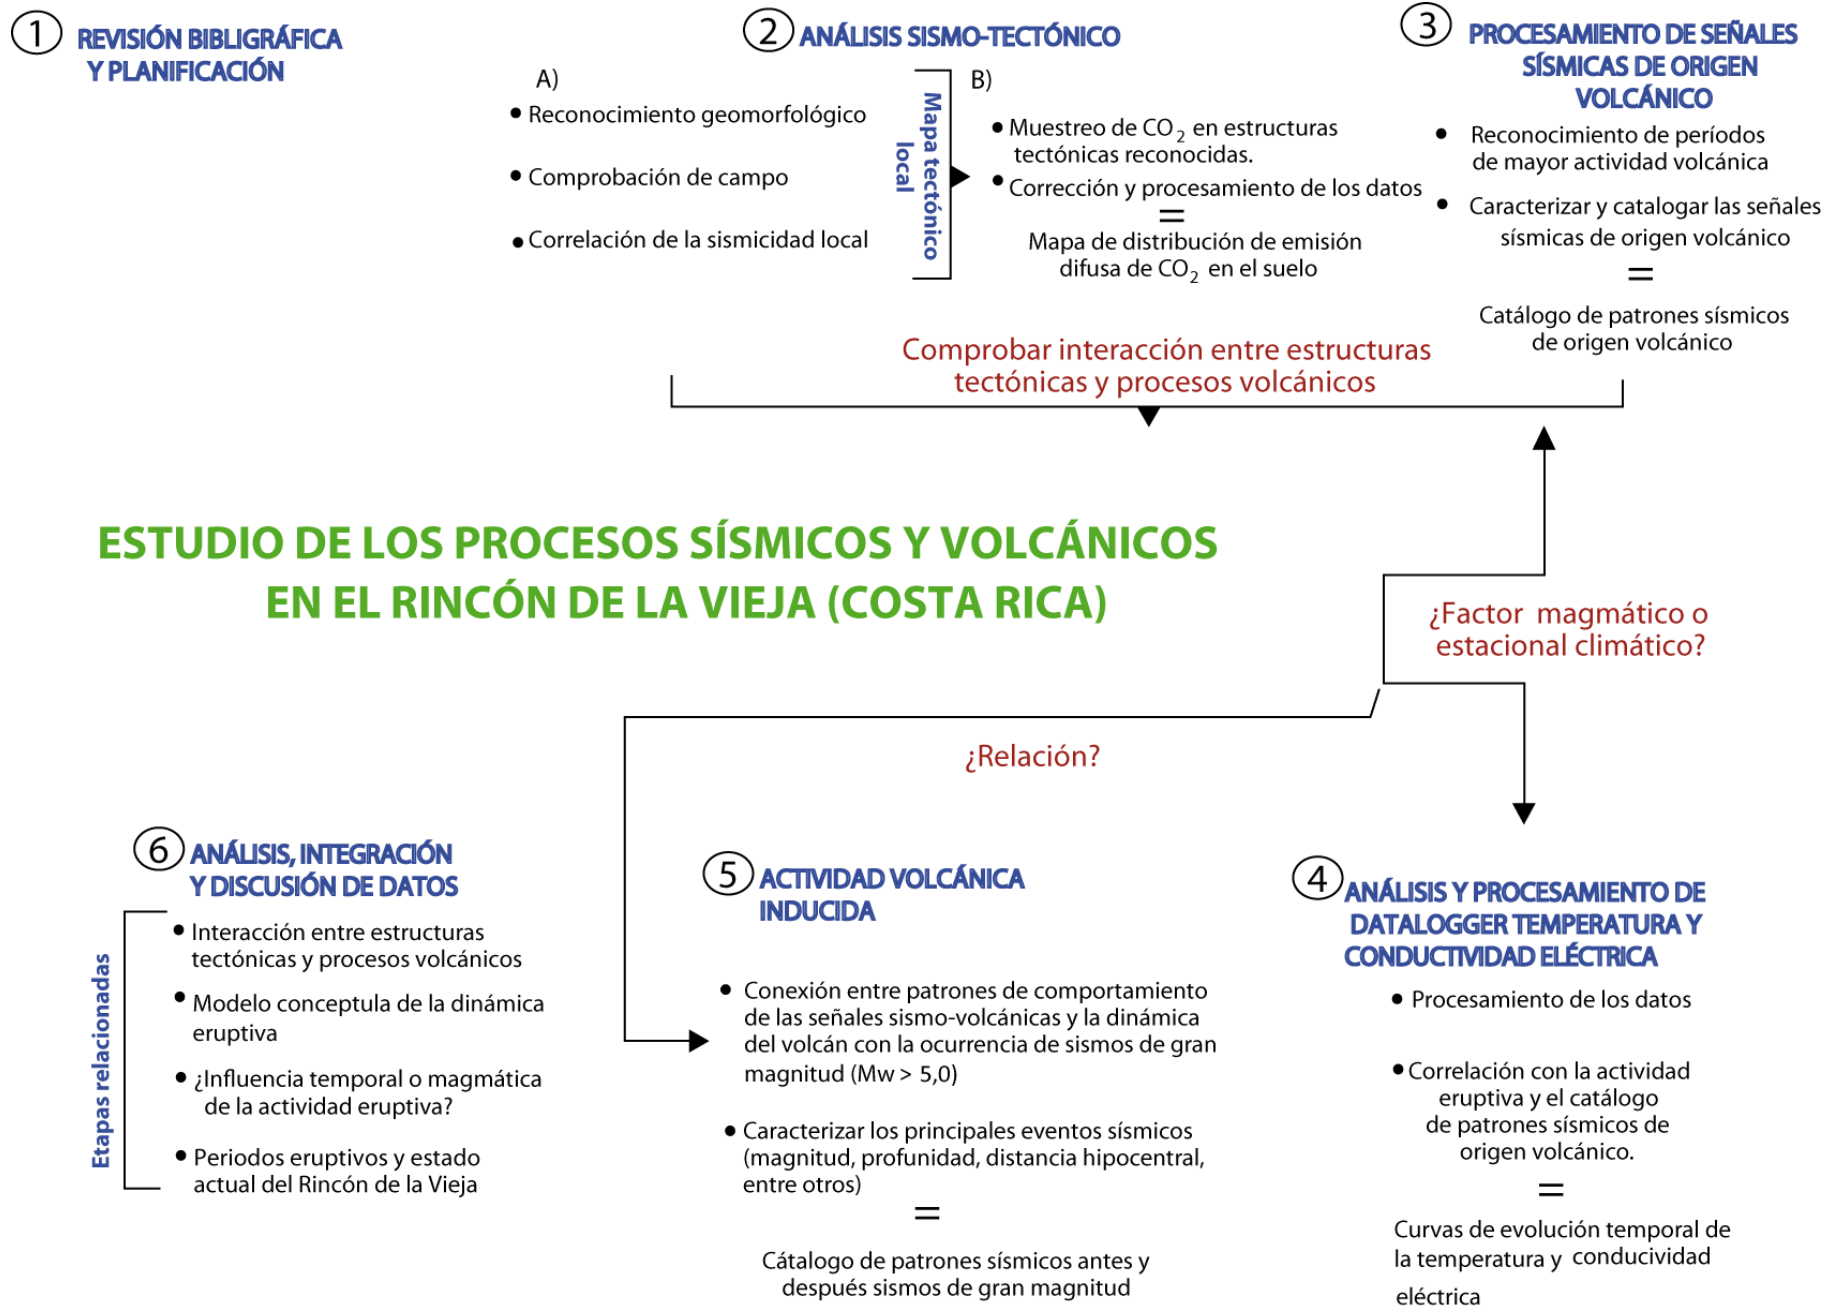 1
REVISIÓN BIBLIGRÁFICA
Y PLANIFICACIÓN
2
ANÁLISIS SISMO-TECTÓNICO
A)
• Reconocimiento geomorfológico
• Comprobación de campo
• Correlación de la sismicidad local
Mapa tectónico
local
B)
• Muestreo de CO2 en estructuras
tectónicas reconocidas.
• Corrección y procesamiento de los datos
=
Mapa de distribución de emisión
difusa de CO2 en el suelo
3
PROCESAMIENTO DE SEÑALES
SÍSMICAS DE ORIGEN
VOLCÁNICO
• Reconocimiento de períodos
de mayor actividad volcánica
• Caracterizar y catalogar las señales
sísmicas de origen volcánico
=
Catálogo de patrones sísmicos
de origen volcánico
Comprobar interacción entre estructuras
tectónicas y procesos volcánicos
ESTUDIO DE LOS PROCESOS SÍSMICOS Y VOLCÁNICOS
EN EL RINCÓN DE LA VIEJA (COSTA RICA)
¿Factor magmático o
estacional climático?
¿Relación?
6
ANÁLISIS, INTEGRACIÓN
Y DISCUSIÓN DE DATOS
Etapas relacionadas
• Interacción entre estructuras
tectónicas y procesos volcánicos
• Modelo conceptula de la dinámica
eruptiva
• ¿Influencia temporal o magmática
de la actividad eruptiva?
• Periodos eruptivos y estado
actual del Rincón de la Vieja
5
ACTIVIDAD VOLCÁNICA
INDUCIDA
• Conexión entre patrones de comportamiento
de las señales sismo-volcánicas y la dinámica
del volcán con la ocurrencia de sismos de gran
magnitud (Mw > 5,0)
• Caracterizar los principales eventos sísmicos
(magnitud, profunidad, distancia hipocentral,
entre otros)
=
Cátalogo de patrones sísmicos antes y
después sismos de gran magnitud
4
ANÁLISIS Y PROCESAMIENTO DE
DATALOGGER TEMPERATURA Y
CONDUCTIVIDAD ELÉCTRICA
• Procesamiento de los datos
• Correlación con la actividad
eruptiva y el catálogo
de patrones sísmicos de
origen volcánico.
=
Curvas de evolución temporal de
la temperatura y conducividad
eléctrica